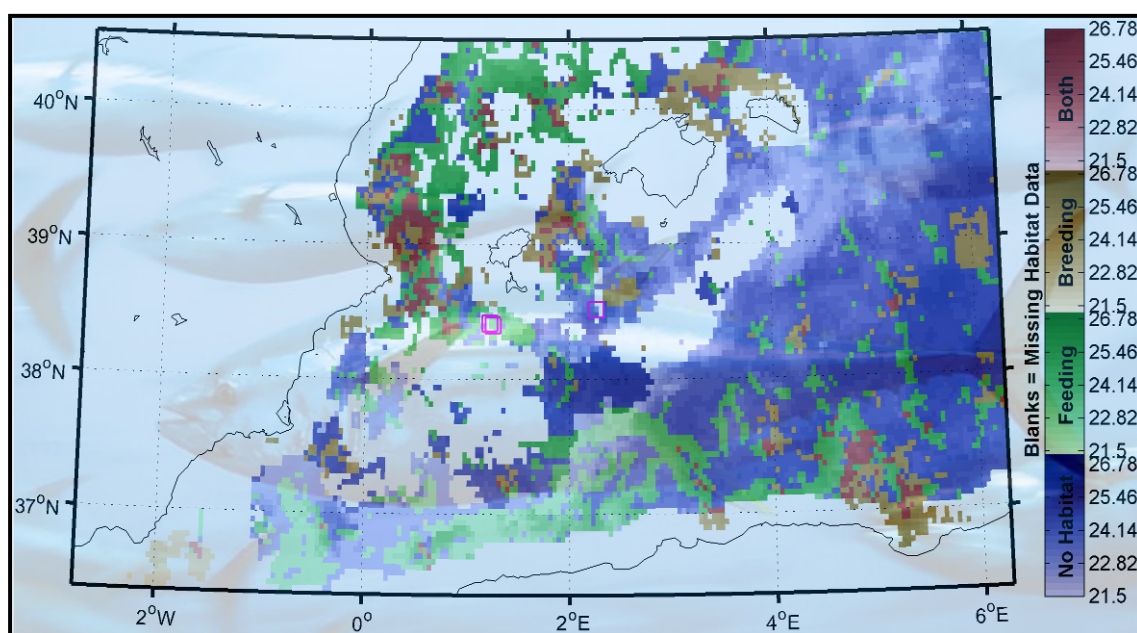 40°N
39°N
38°N
37°N
2°W
0°
2°E
4°E
6°E
Blanks = Missing Habitat Data
Both
Breeding
Feeding
No Habitat
26.78
25.46
24.14
22.82
21.5
26.78
25.46
24.14
22.82
21.5
26.78
25.46
24.14
22.82
21.5
26.78
25.46
24.14
22.82
21.5